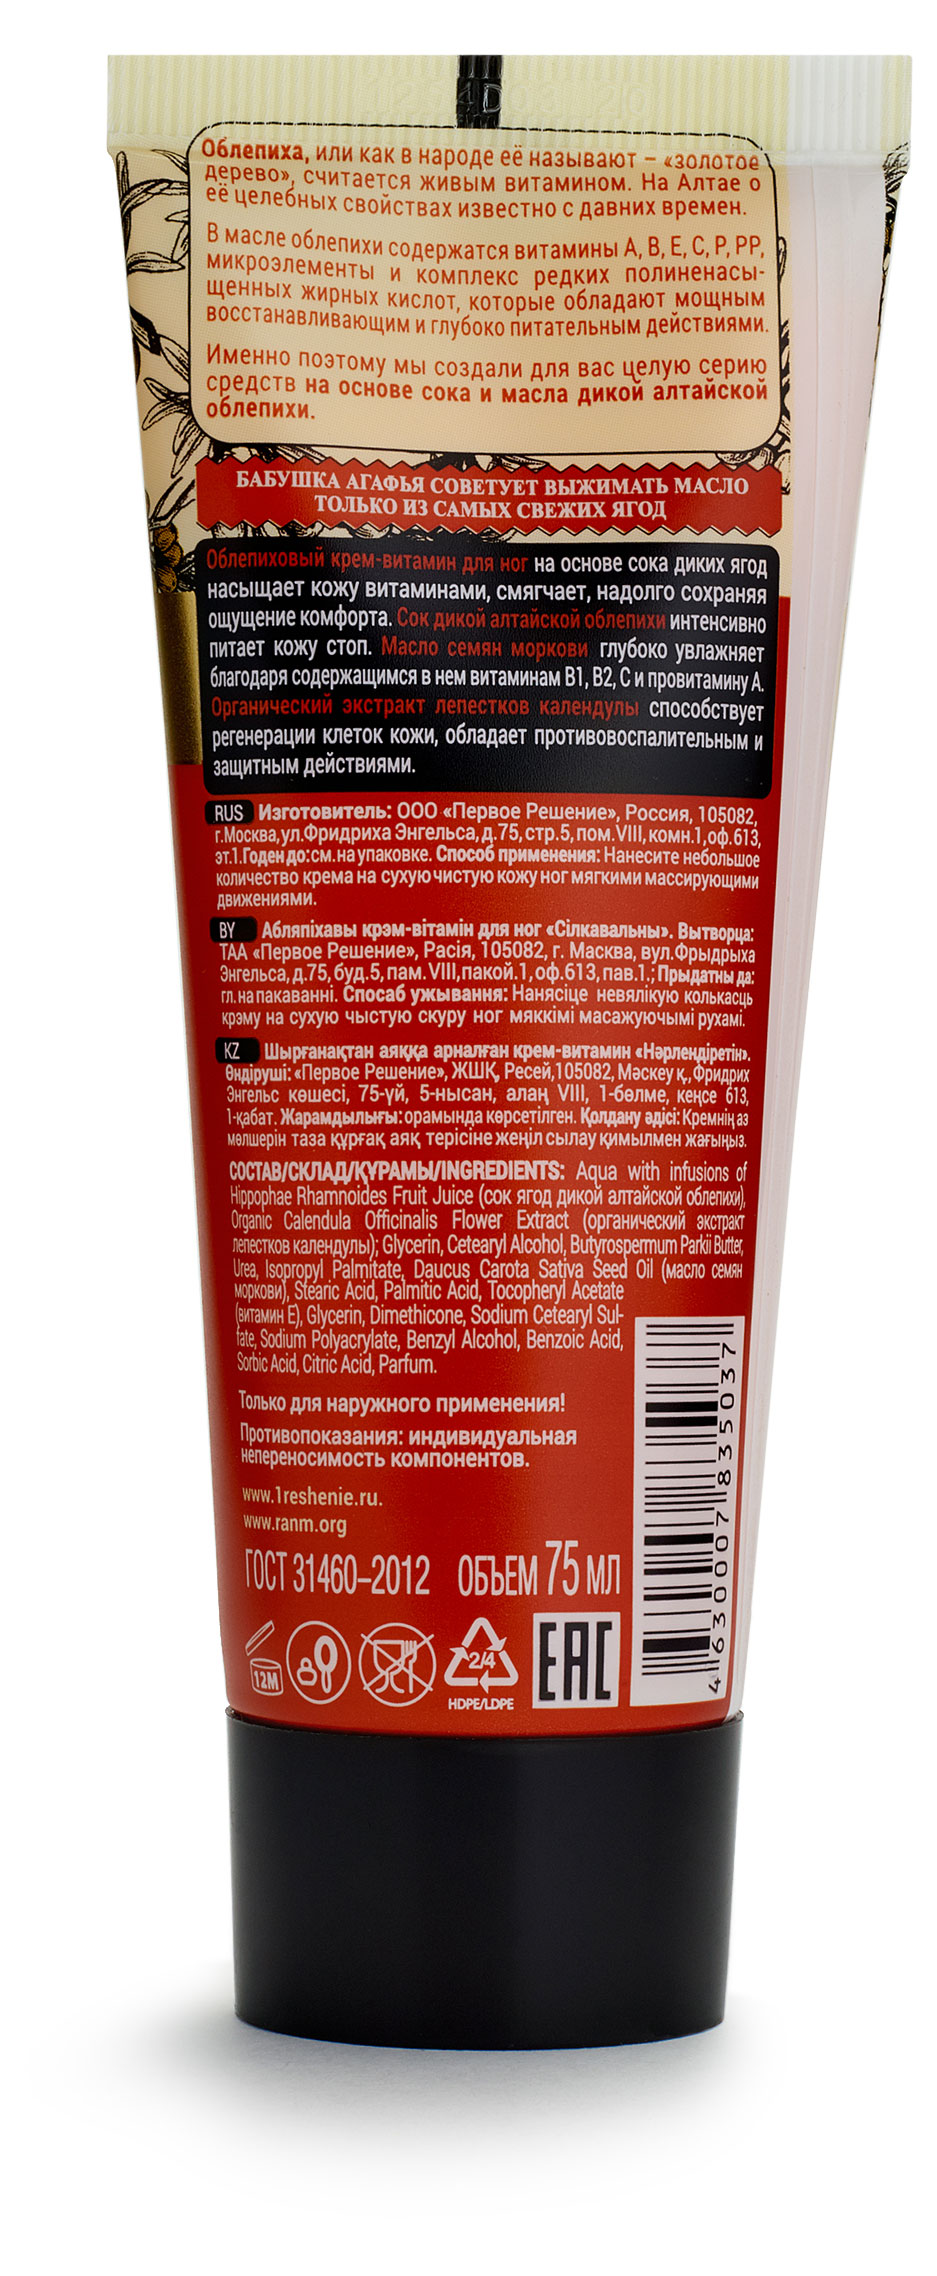 Облепиха, или как в народе её называют – «золотое
дерево», считается живым витамином. На Алтае о
её целебных свойствах известно с давних времен.
В масле облепихи содержатся витамины A, B, E, C, P, PP,
микроэлементы и комплекс редких полиненасы-
щенных жирных кислот, которые обладают мощным
восстанавливающим и глубоко питательным действиями.
Именно поэтому мы создали для вас целую серию
средств на основе сока и масла дикой алтайской
облепихи.
БАБУШКА АГАФЬЯ СОВЕТУЕТ ВЫЖИМАТЬ МАСЛО
ТОЛЬКО ИЗ САМЫХ СВЕЖИХ ЯГОД
Облепиховый крем-витамин для ног на основе сока диких ягод
насыщает кожу витаминами, смягчает, надолго сохраняя
ощущение комфорта. Сок дикой алтайской облепихи интенсивно
питает кожу стоп. Масло семян моркови глубоко увлажняет
благодаря содержащимся в нем витаминам B1, B2, C и провитамину A.
Органический экстракт лепестков календулы способствует
регенерации клеток кожи, обладает противовоспалительным и
защитным действиями.
RUS Изготовитель: ООО «Первое Решение», Россия, 105082,
г.Москва,ул.Фридриха Энгельса, д.75, стр.5, пом.VIII, комн.1, оф.613,
эт.1.Годен до: см. на упаковке. Способ применения: Нанесите небольшое
количество крема на сухую чистую кожу ног мягкими массирующими
движениями.
BY Абляпіхавы крэм-вітамін для ног «Сілкавальны». Вытворца:
ТАА «Первое Решение», Расія, 105082, г. Москва, вул.Фрыдрыха
Энгельса, д.75, буд.5, пам. VIII, пакой.1, оф.613, пав.1.; Прыдатны да:
гл. на пакаванні. Спосаб ужывання: Нанясіце невялікую колькасць
крэму на сухую чыстую скуру ног мяккімі масажуючымі рухамі.
KZ Шырғанақтан аяққа арналған крем-витамин «Нәрлендіретін».
Өндіруші: «Первое Решение», ЖШҚ, Ресей,105082, Мәскеу қ., Фридрих
Энгельс көшесі, 75-үй, 5-нысан, алаң VIII, 1-бөлме, кеңсе 613,
1-қабат. Жарамдылығы: орамында көрсетілген. Қолдану әдісі: Кремнің аз
мөлшерін таза құрғақ аяқ терісіне жеңіл сылау қимылмен жағыңыз.
СОСТАВ/СКЛАД/ҚҰРАМЫ/INGREDIENTS: Aqua with infusions of
Hippophae Rhamnoides Fruit Juice (сок ягод дикой алтайской облепихи),
Organic Calendula Officinalis Flower Extract (органический экстракт
лепестков календулы); Glycerin, Cetearyl Alcohol, Butyrospermum Parkii Butter,
Urea, Isopropyl Palmitate, Daucus Carota Sativa Seed Oil (масло семян
моркови), Stearic Acid, Palmitic Acid, Tocopheryl Acetate
(витамин Е), Glycerin, Dimethicone, Sodium Cetearyl Sul-
fate, Sodium Polyacrylate, Benzyl Alcohol, Benzoic Acid,
Sorbic Acid, Citric Acid, Parfum.
Только для наружного применения!
Противопоказания: индивидуальная
непереносимость компонентов.
www.1reshenie.ru.
www.ranm.org
ГОСТ 31460–2012 ОБЪЕМ 75 МЛ
12M
2/4
HDPE/LDPE
EAC
4630007835037